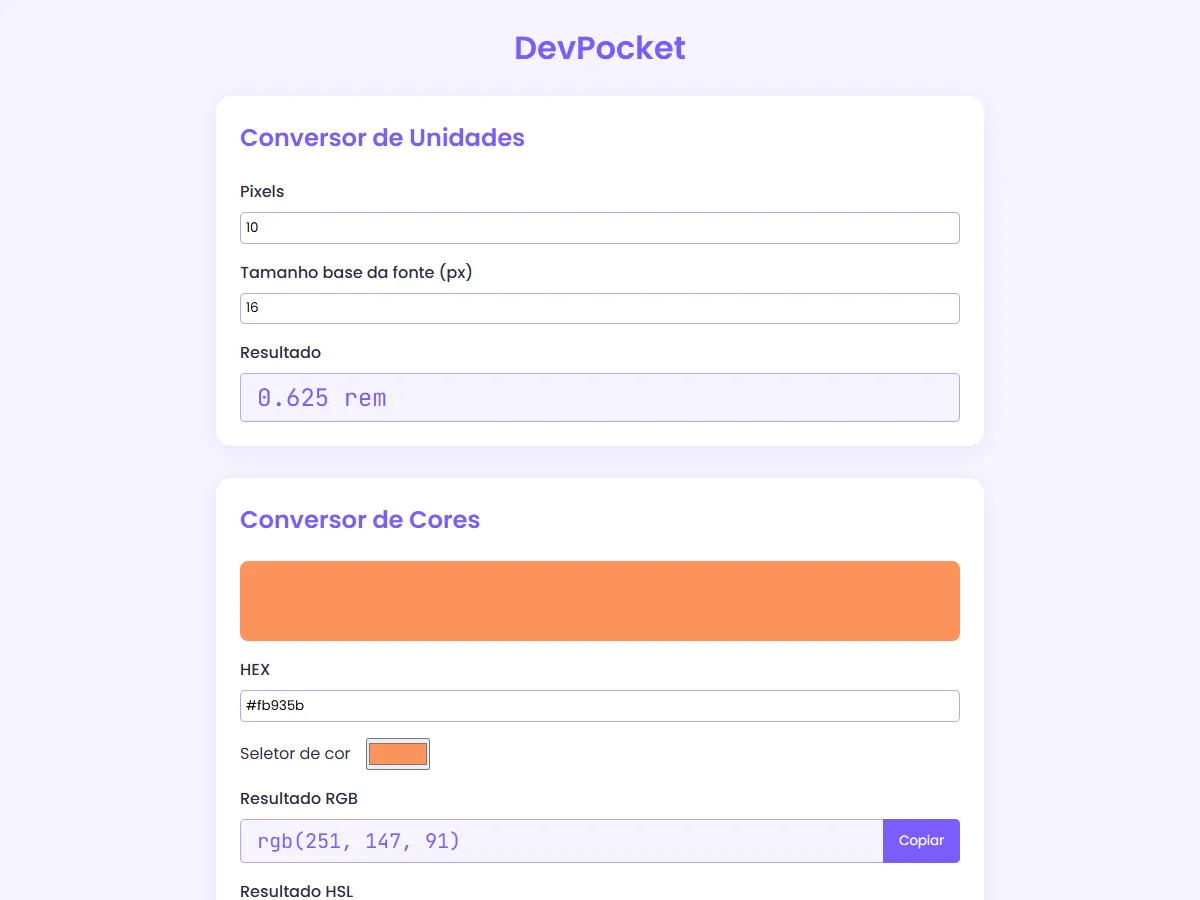 DevPocket
Conversor de Unidades
Pixels
10
Tamanho base da fonte (px)
16
Resultado
0.625 rem
Conversor de Cores
HEX
#fb935b
Seletor de cor
Resultado RGB
rgb(251, 147, 91)
Copiar
Resultado HSL